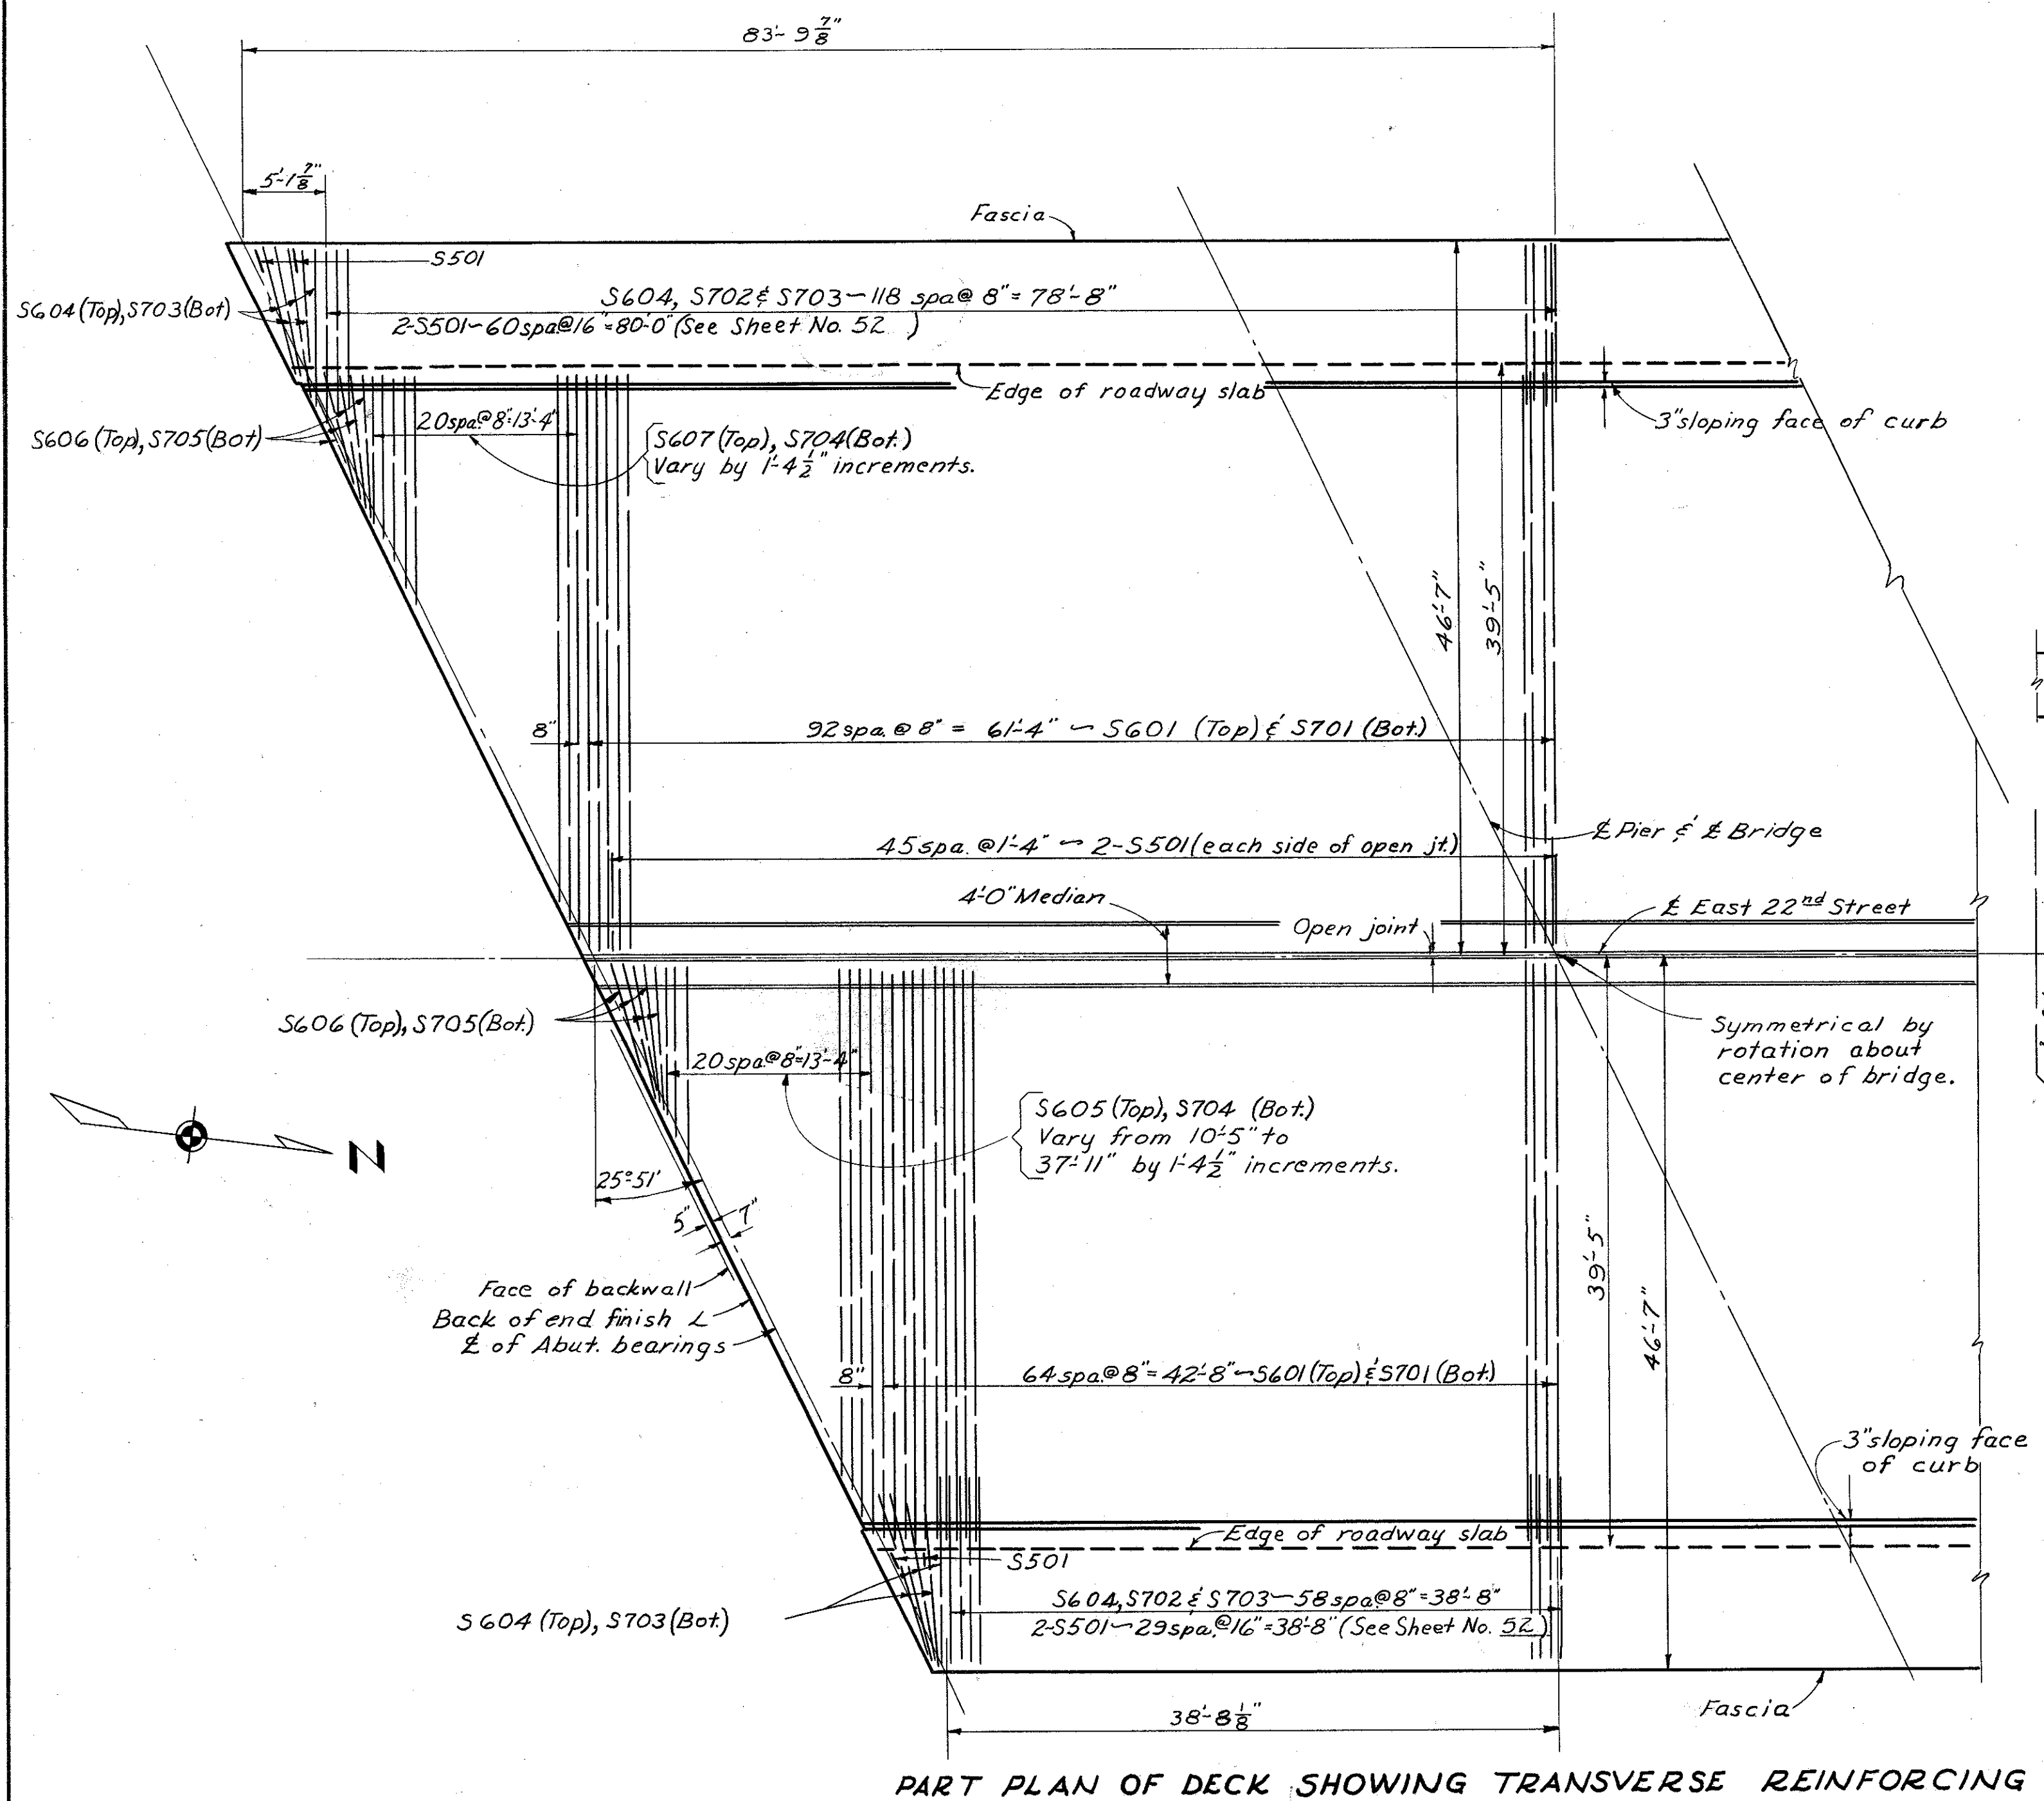 83'-9 7/8"
5'-1 7/8"
Fascia
S501
S604 (Top), S703 (Bot)
S604, S702 & S703 - 118 spa @ 8" = 78'-8"
2-S501 - 60 spa @ 16" = 80'-0" (See Sheet No. 52 )
Edge of roadway slab
3" sloping face of curb
S606 (Top), S705 (Bot)
20 spa. @ 8" = 13'-4"
S607 (Top), S704 (Bot.)
Vary by 1'-4 1/2" increments.
46'-7"
39'-5"
8"
92 spa. @ 8" = 61'-4" - S601 (Top) & S701 (Bot.)
45 spa. @ 1'-4" - 2-S501 (each side of open jt.)
℄ Pier & ℄ Bridge
4'-0" Median
Open joint
℄ East 22nd Street
S606 (Top), S705 (Bot.)
Symmetrical by
rotation about
center of bridge.
20 spa. @ 8" = 13'-4"
S605 (Top), S704 (Bot.)
Vary from 10'-5" to
37'-11" by 1'-4 1/2" increments.
N
25°51'
5"
7"
39'-5"
46'-7"
Face of backwall
Back of end finish L
℄ of Abut. bearings
8"
64 spa. @ 8" = 42'-8" - S601 (Top) & S701 (Bot.)
3" sloping face
of curb
Edge of roadway slab
S501
S604, S702 & S703 - 58 spa @ 8" = 38'-8"
2-S501 - 29 spa. @ 16" = 38'-8" (See Sheet No. 52)
S604 (Top), S703 (Bot.)
Fascia
38'-8 1/8"
PART PLAN OF DECK SHOWING TRANSVERSE REINFORCING